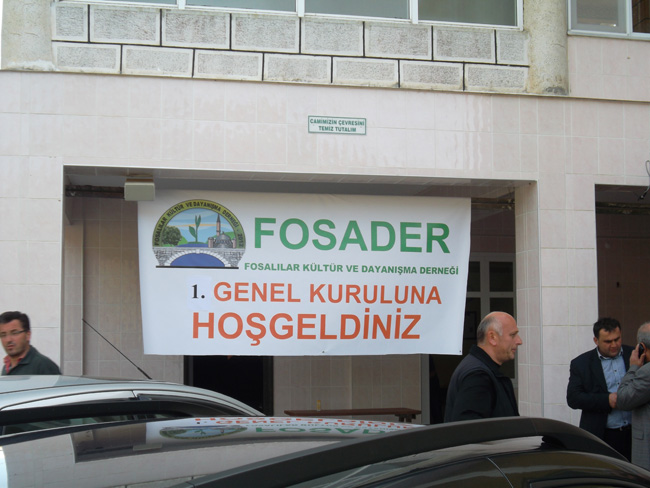 CAMİMİZİN ÇEVRESİNİ
TEMİZ TUTALIM
FOSADER
FOSALILAR KÜLTÜR VE DAYANIŞMA DERNEĞİ
1. GENEL KURULUNA
HOŞGELDİNİZ